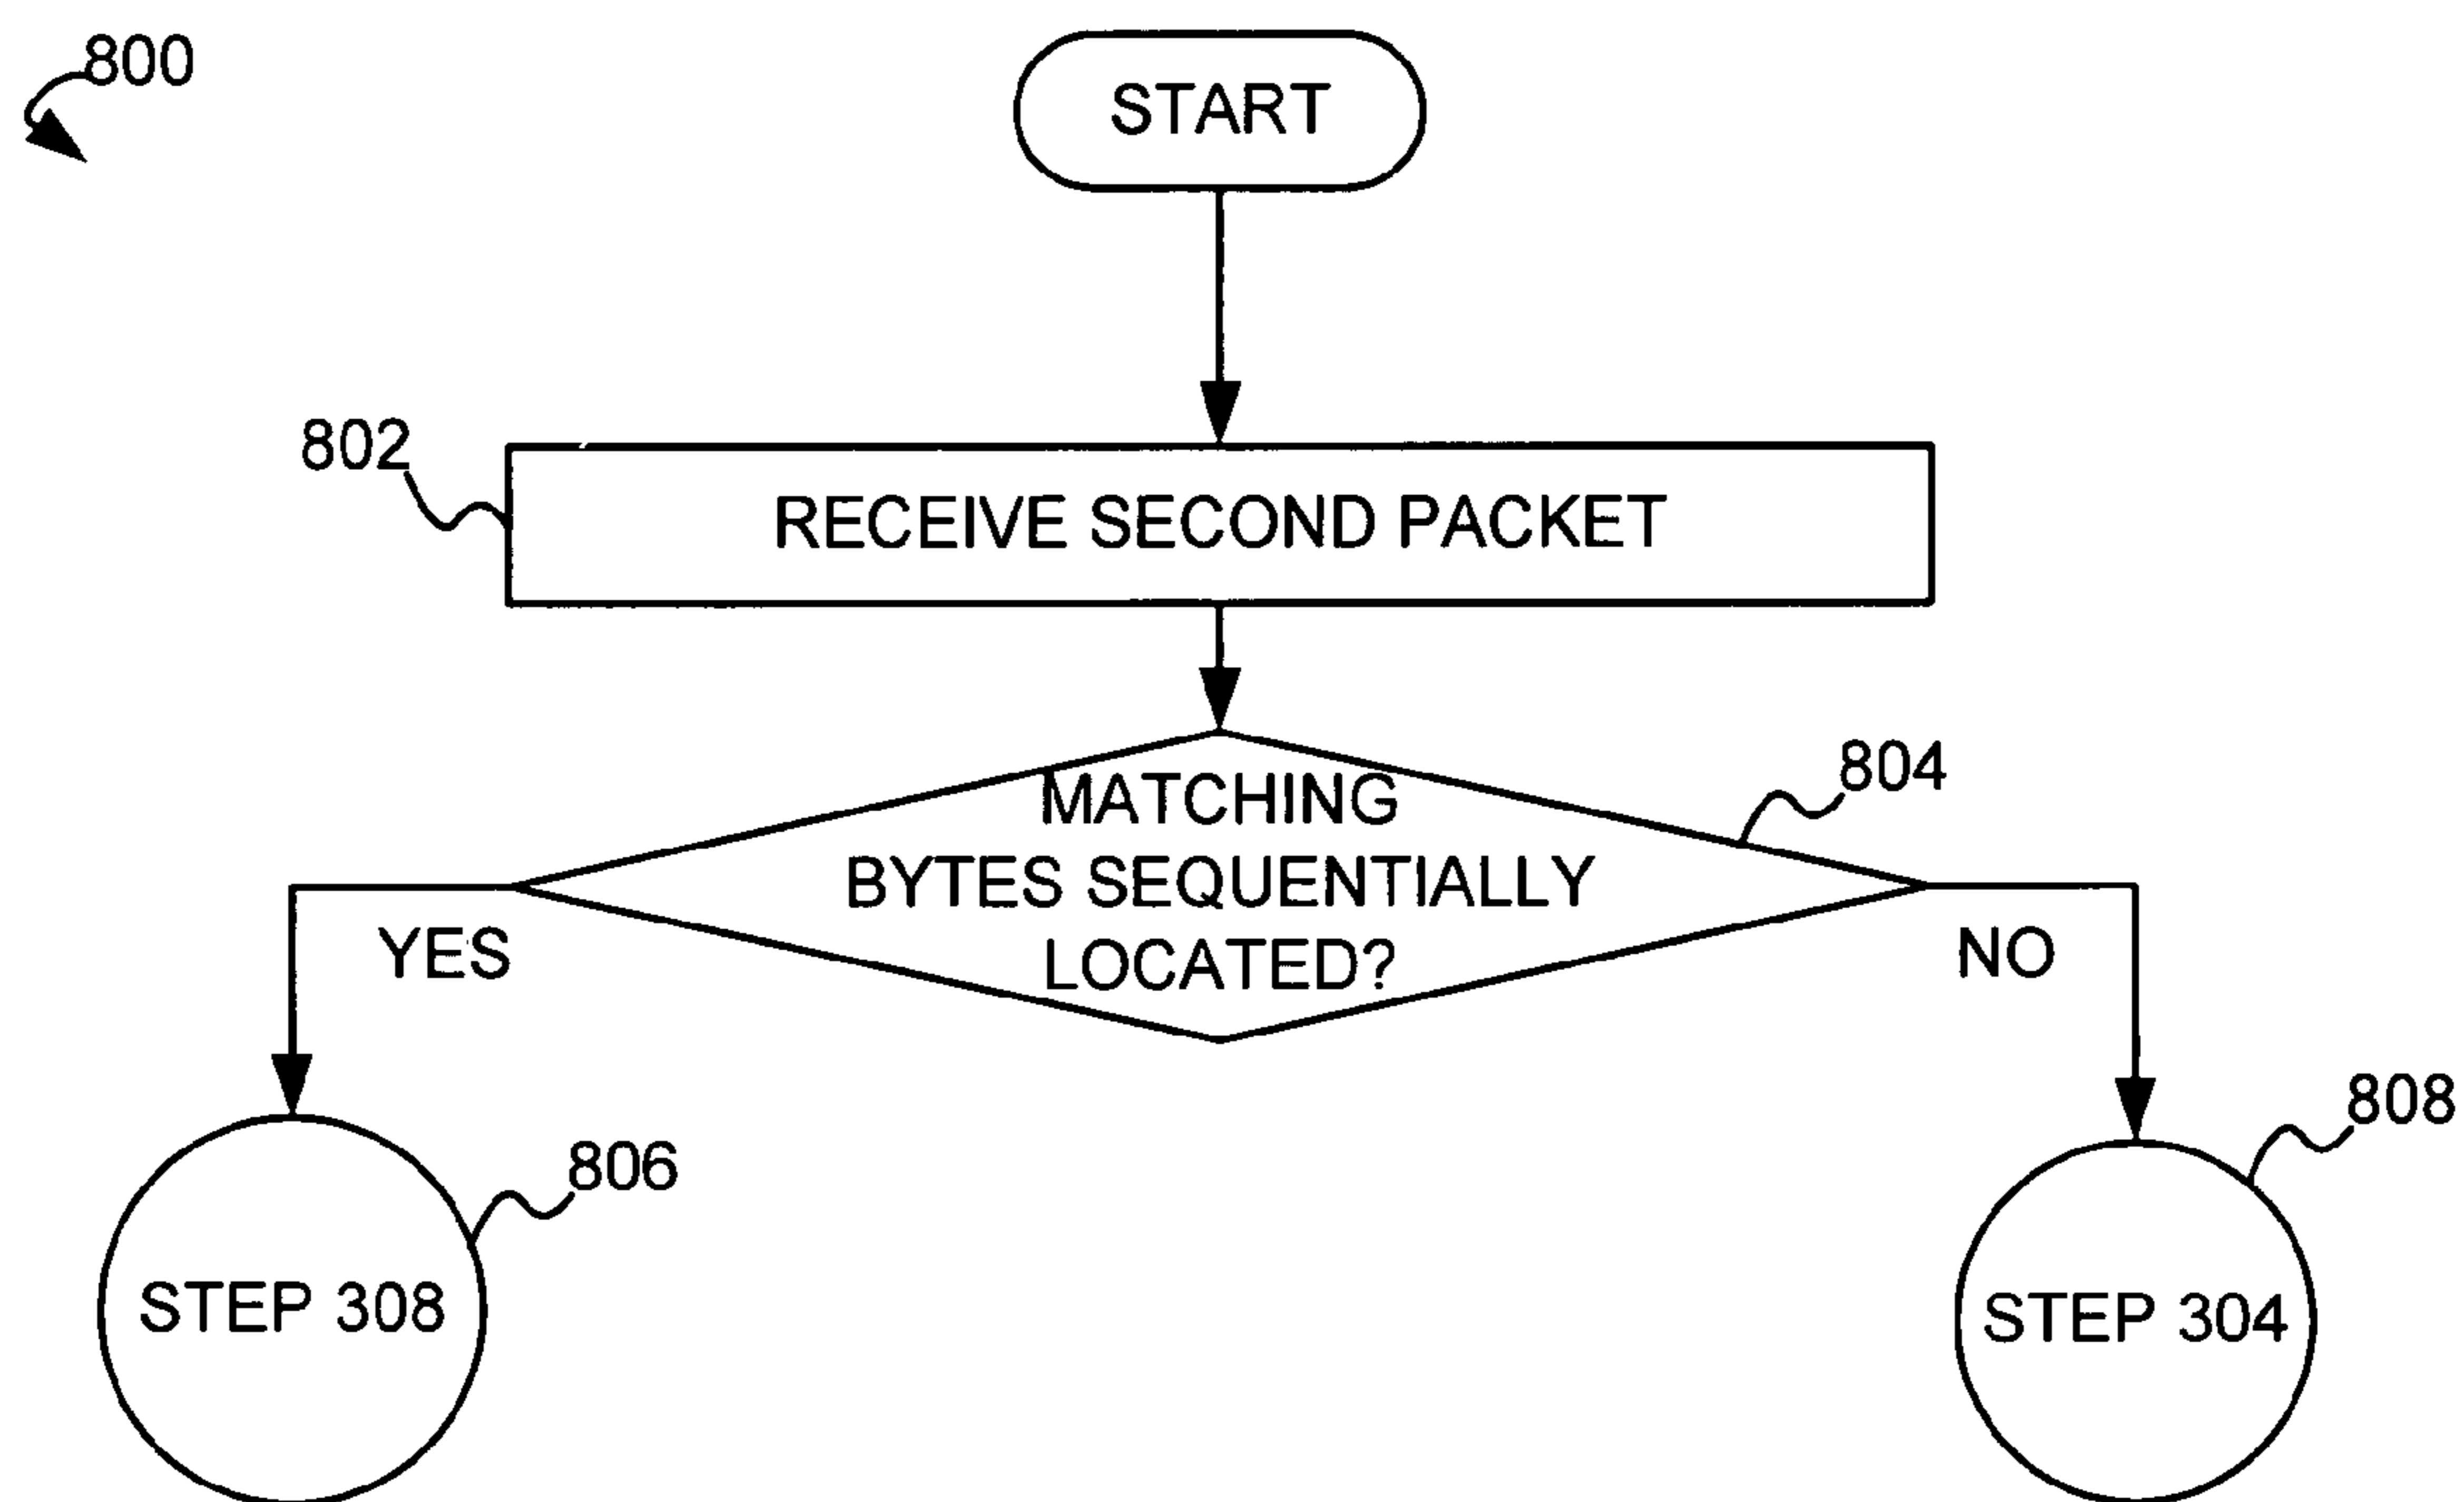 800
START
802
RECEIVE SECOND PACKET
804
MATCHING
BYTES SEQUENTIALLY
LOCATED?
YES
NO
806
808
STEP 308
STEP 304